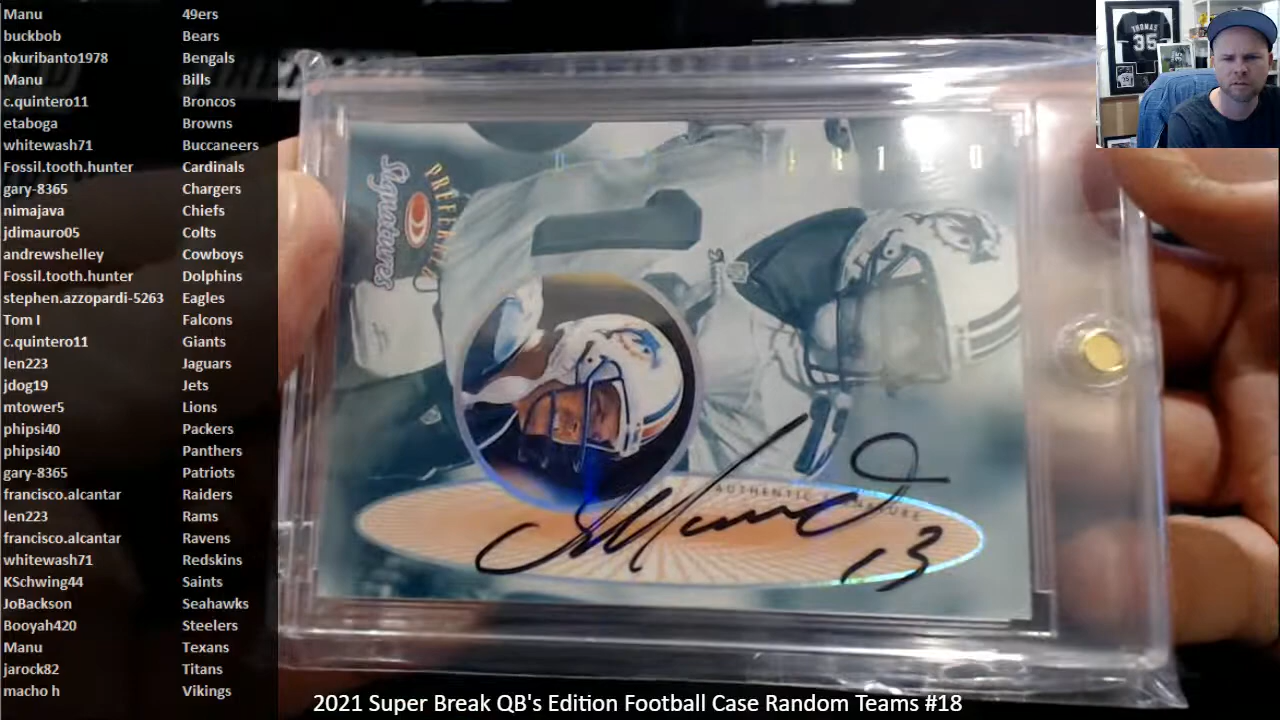 Manu 49ers
buckbob Bears
okuribanto1978 Bengals
Manu Bills
c.quintero11 Broncos
etaboga Browns
whitewash71 Buccaneers
Fossil.tooth.hunter Cardinals
gary-8365 Chargers
nimajava Chiefs
jdimauro05 Colts
andrewshelley Cowboys
Fossil.tooth.hunter Dolphins
stephen.azzopardi-5263 Eagles
Tom I Falcons
c.quintero11 Giants
len223 Jaguars
jdog19 Jets
mtower5 Lions
phipsi40 Packers
phipsi40 Panthers
gary-8365 Patriots
francisco.alcantar Raiders
len223 Rams
francisco.alcantar Ravens
whitewash71 Redskins
KSchwing44 Saints
JoBackson Seahawks
Booyah420 Steelers
Manu Texans
jarock82 Titans
macho h Vikings
THOMAS
35
PREFERRED
Signatures
AUTHENTIC SIGNATURE
13
2021 Super Break QB's Edition Football Case Random Teams #18